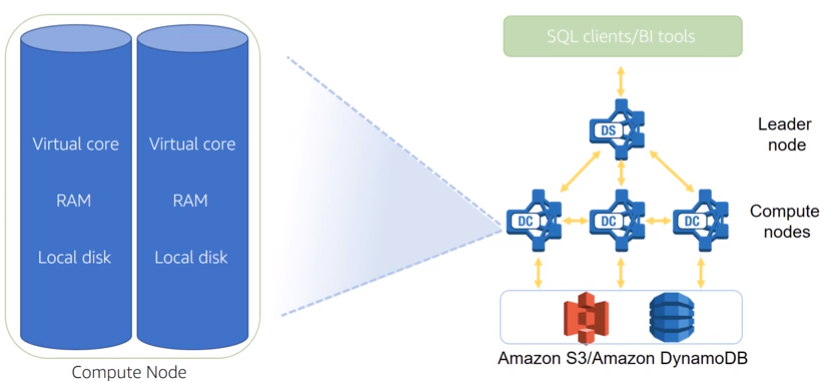 Virtual core
RAM
Local disk
Virtual core
RAM
Local disk
Compute Node
SQL clients/BI tools
DS
Leader
node
DC
DC
DC
Compute
nodes
Amazon S3/Amazon DynamoDB